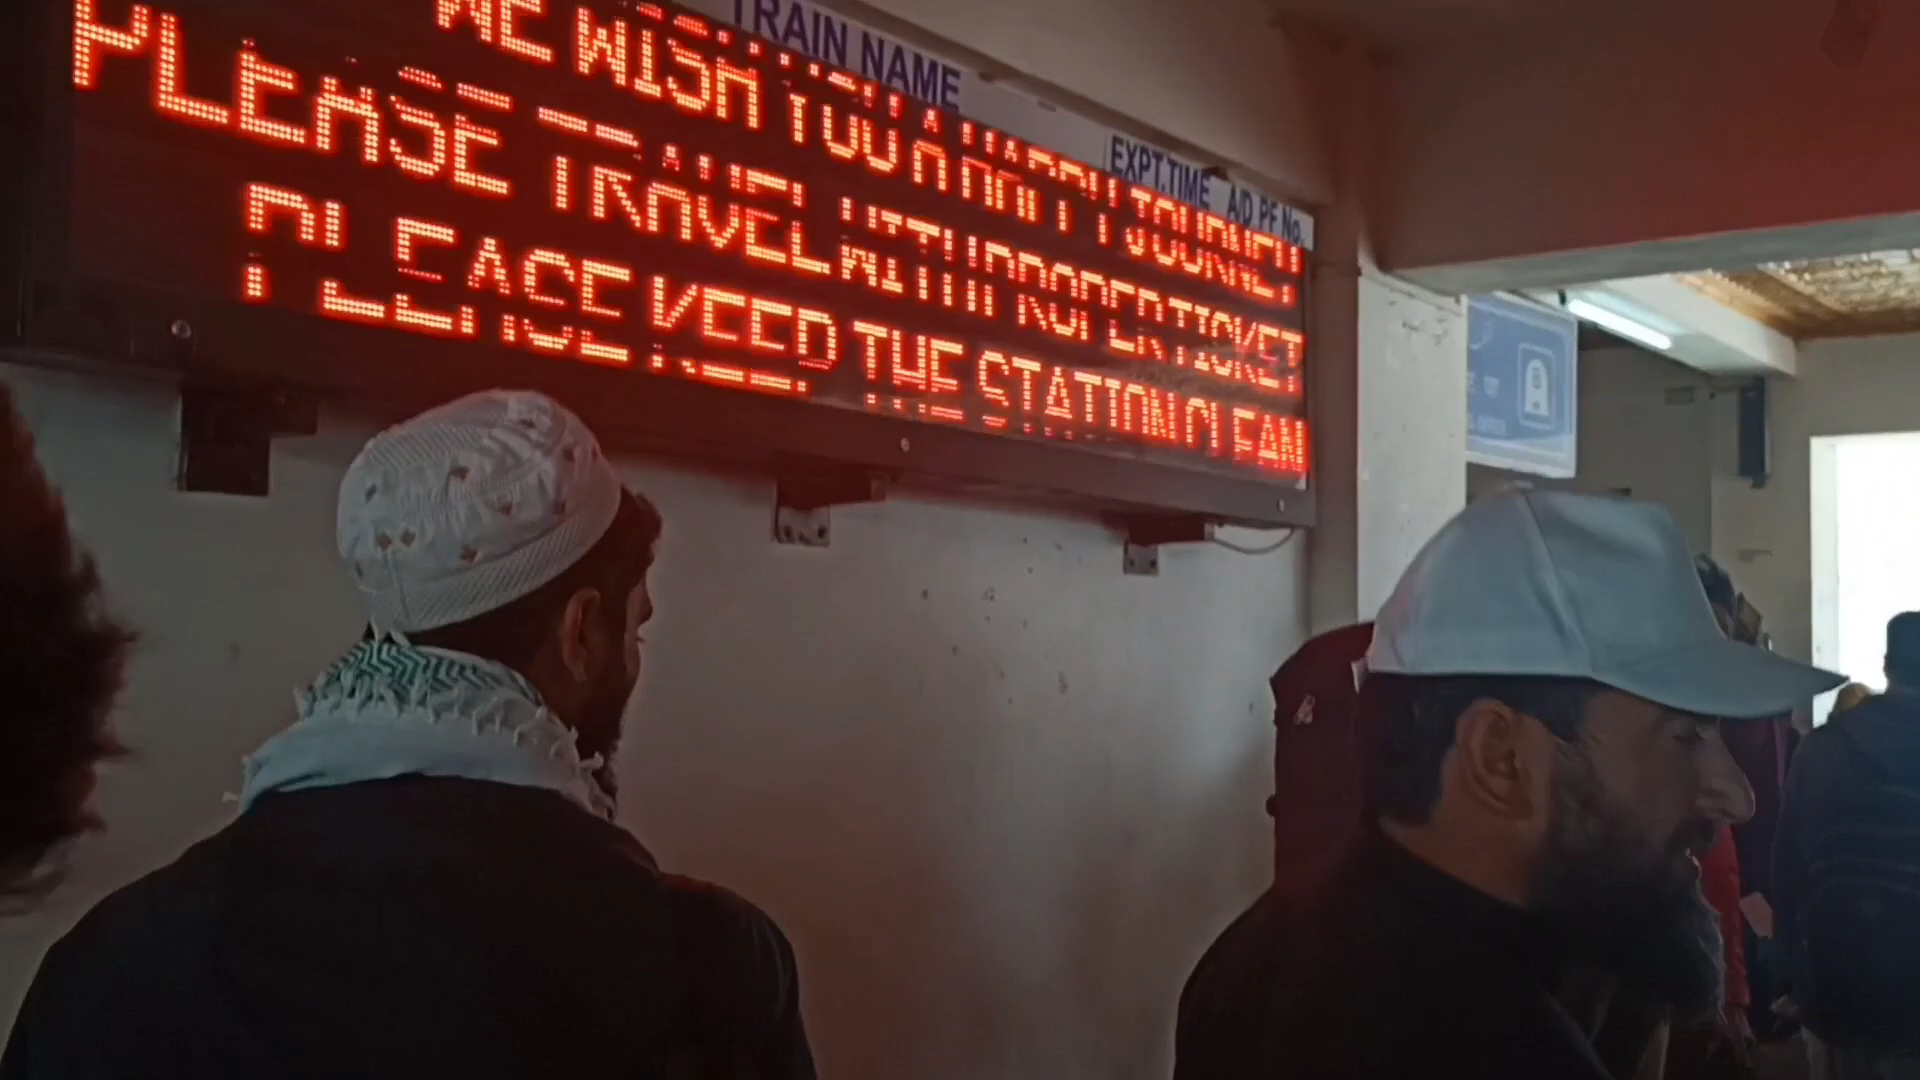 TRAIN NAME EXPT.TIME A/D PF No.
WE WISH YOU A HAPPY JOURNEY
PLEASE TRAVEL WITH PROPER TICKET
PLEASE KEEP THE STATION CLEAN